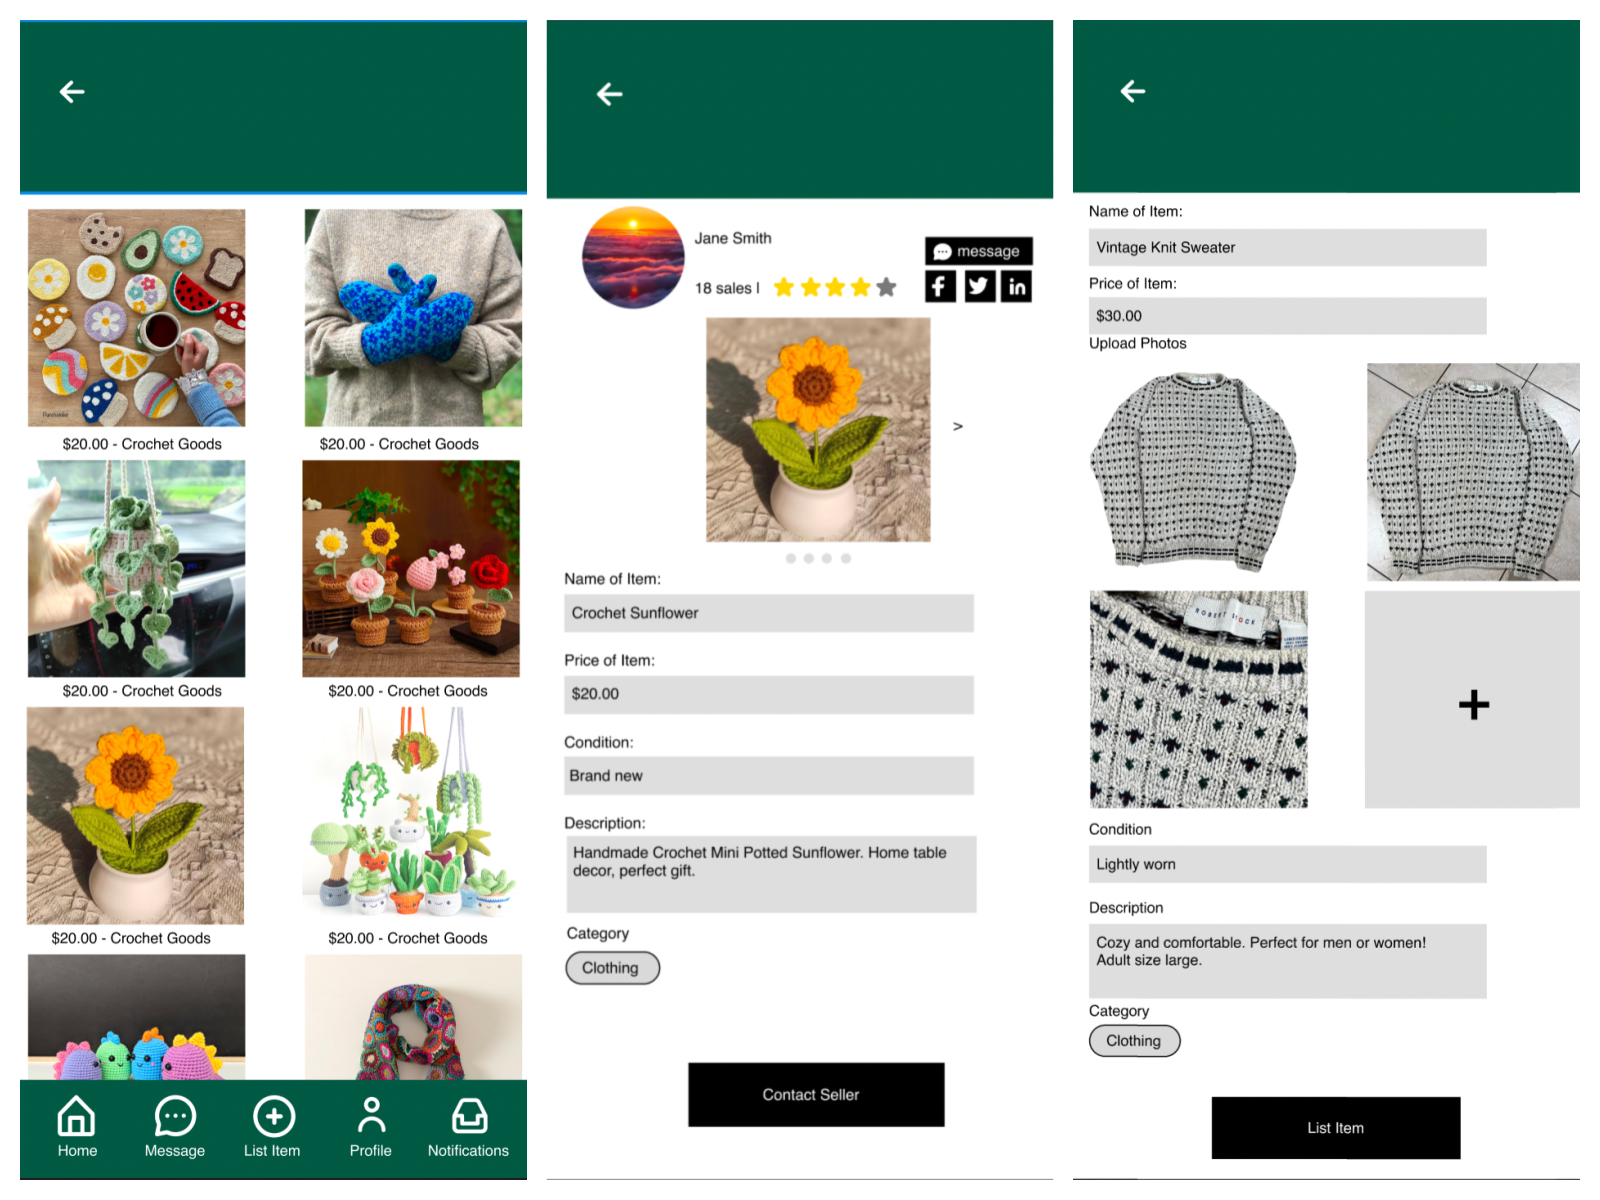 $20.00 - Crochet Goods
$20.00 - Crochet Goods
$20.00 - Crochet Goods
$20.00 - Crochet Goods
$20.00 - Crochet Goods
$20.00 - Crochet Goods
Home
Message
List Item
Profile
Notifications
Jane Smith
message
18 sales |
f
in
>
Name of Item:
Crochet Sunflower
Price of Item:
$20.00
Condition:
Brand new
Description:
Handmade Crochet Mini Potted Sunflower. Home table
decor, perfect gift.
Category
Clothing
Contact Seller
Name of Item:
Vintage Knit Sweater
Price of Item:
$30.00
Upload Photos
ROBERT STOCK
Condition
Lightly worn
Description
Cozy and comfortable. Perfect for men or women!
Adult size large.
Category
Clothing
List Item